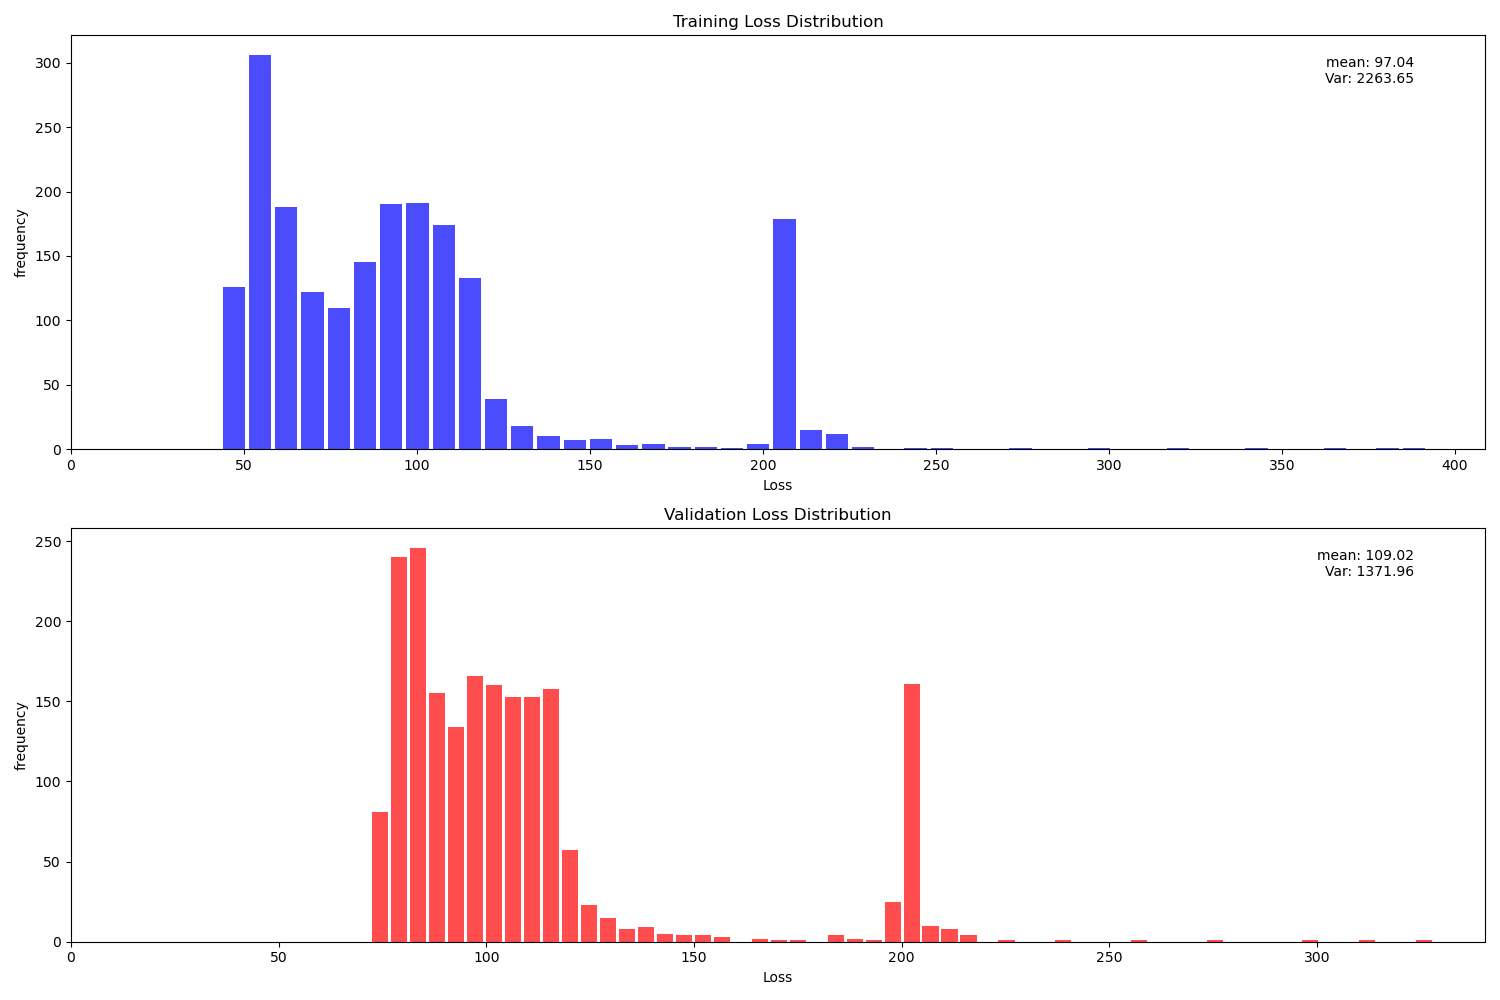 Training Loss Distribution
mean: 97.04
Var: 2263.65
frequency
300
250
200
150
100
50
0
0 50 100 150 200 250 300 350 400
Loss
Validation Loss Distribution
mean: 109.02
Var: 1371.96
frequency
250
200
150
100
50
0
0 50 100 150 200 250 300
Loss